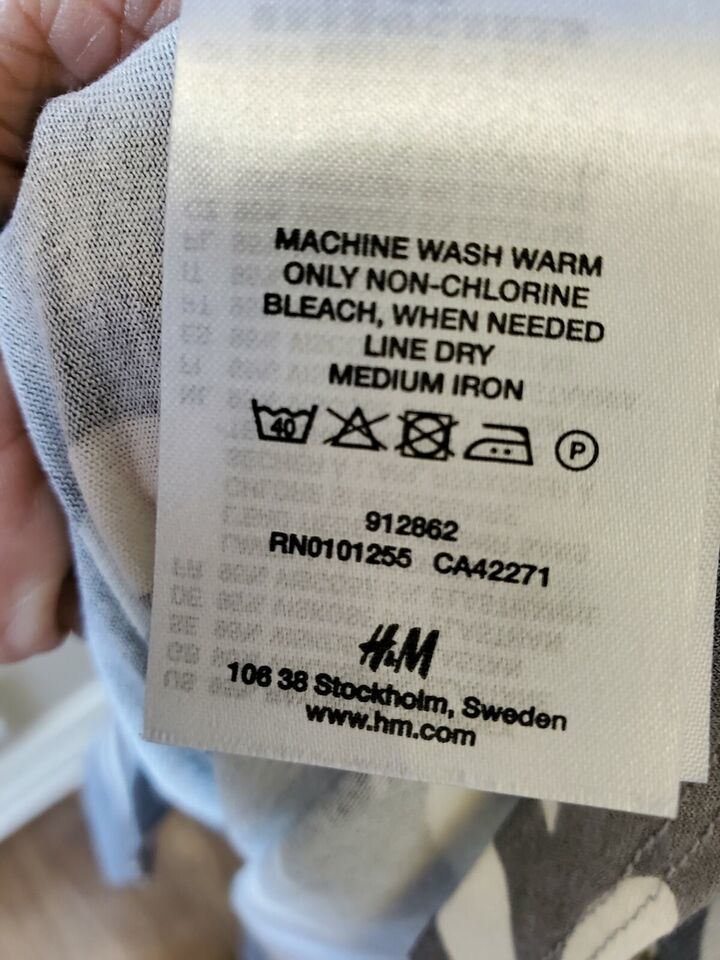 MACHINE WASH WARM
ONLY NON-CHLORINE
BLEACH, WHEN NEEDED
LINE DRY
MEDIUM IRON
40 P
912862
RN0101255 CA42271
H&M
106 38 Stockholm, Sweden
www.hm.com